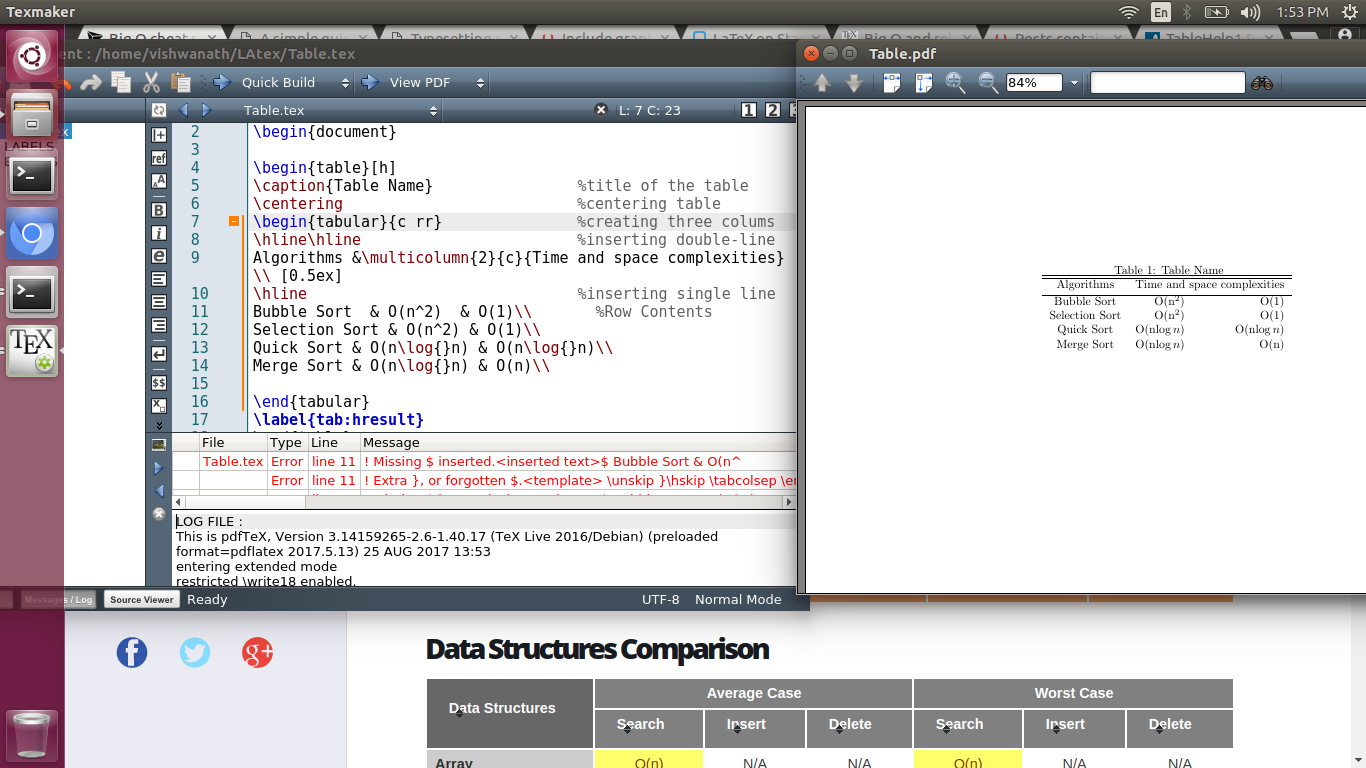 Texmaker
En
1:53 PM
Big O cheat
A simple gui
Typesetting
Include grap
LaTeX on Sta
Big O and rel
Posts contain
TableHelp1.p
ent : /home/vishwanath/LAtex/Table.tex
Table.pdf
Quick Build
View PDF
84%
Table.tex
L: 7 C: 23
1 2 3
ex
LABELS
2 \begin{document}
3
4 \begin{table}[h]
5 \caption{Table Name} %title of the table
6 \centering %centering table
7 \begin{tabular}{c rr} %creating three colums
8 \hline\hline %inserting double-line
9 Algorithms &\multicolumn{2}{c}{Time and space complexities}
\\ [0.5ex]
10 \hline %inserting single line
11 Bubble Sort & O(n^2) & O(1)\\ %Row Contents
12 Selection Sort & O(n^2) & O(1)\\
13 Quick Sort & O(n\log{}n) & O(n\log{}n)\\
14 Merge Sort & O(n\log{}n) & O(n)\\
15
16 \end{tabular}
17 \label{tab:hresult}
ref
$$
TEX
File Type Line Message
Table.tex Error line 11 ! Missing $ inserted.<inserted text>$ Bubble Sort & O(n^
Error line 11 ! Extra }, or forgotten $.<template> \unskip }\hskip \tabcolsep \en
LOG FILE :
This is pdfTeX, Version 3.14159265-2.6-1.40.17 (TeX Live 2016/Debian) (preloaded
format=pdflatex 2017.5.13) 25 AUG 2017 13:53
entering extended mode
restricted \write18 enabled.
Messages / Log
Source Viewer
Ready
UTF-8
Normal Mode
Table 1: Table Name
Algorithms Time and space complexities
Bubble Sort O(n²) O(1)
Selection Sort O(n²) O(1)
Quick Sort O(nlog n) O(nlog n)
Merge Sort O(nlog n) O(n)
f
g+
Data Structures Comparison
Data Structures Average Case Worst Case
Search Insert Delete Search Insert Delete
Array O(n) N/A N/A O(n) N/A N/A